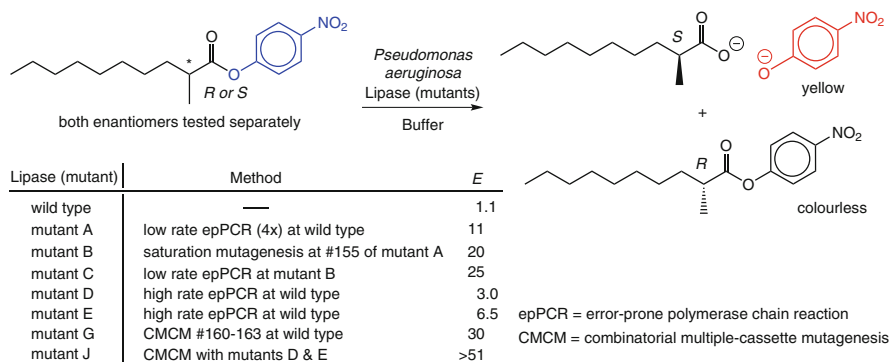 NO2
O
O
*
R or S
both enantiomers tested separately
Pseudomonas
aeruginosa
Lipase (mutants)
Buffer
S
O
O ⊖
NO2
⊖
O
yellow
+
R
O
O
NO2
colourless
Lipase (mutant) Method E
wild type — 1.1
mutant A low rate epPCR (4x) at wild type 11
mutant B saturation mutagenesis at #155 of mutant A 20
mutant C low rate epPCR at mutant B 25
mutant D high rate epPCR at wild type 3.0
mutant E high rate epPCR at wild type 6.5
mutant G CMCM #160-163 at wild type 30
mutant J CMCM with mutants D & E >51
epPCR = error-prone polymerase chain reaction
CMCM = combinatorial multiple-cassette mutagenesis